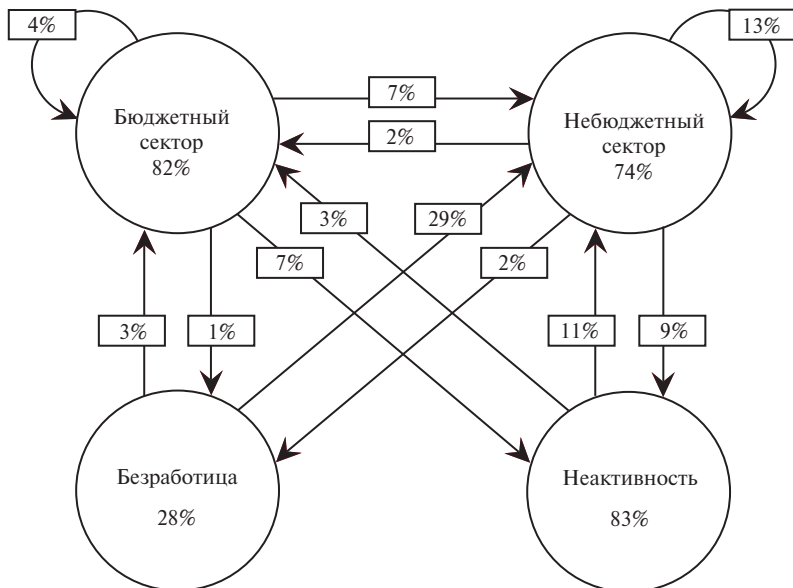 4%
13%
7%
Бюджетный
сектор
82%
Небюджетный
сектор
74%
2%
3%
29%
7%
2%
3%
1%
11%
9%
Безработица
28%
Неактивность
83%